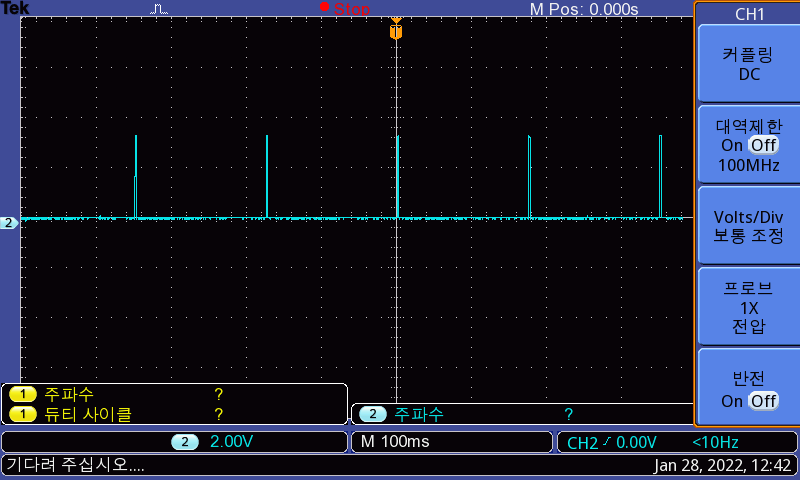 Tek Stop M Pos: 0.000s
CH1
T
커플링
DC
대역제한
On Off
100MHz
2
Volts/Div
보통 조정
프로브
1X
전압
반전
On Off
1 주파수 ?
1 듀티 사이클 ?
2 주파수 ?
2 2.00V M 100ms CH2 0.00V <10Hz
기다려 주십시오.... Jan 28, 2022, 12:42